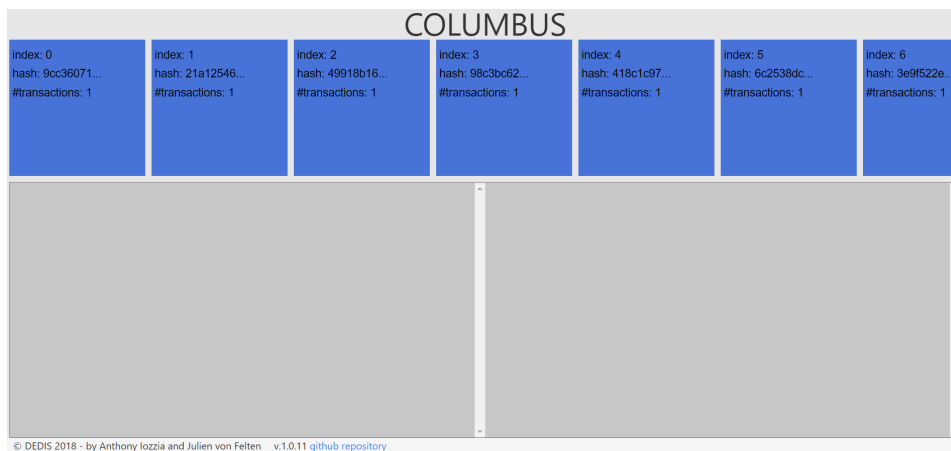 COLUMBUS
index: 0
hash: 9cc36071...
#transactions: 1
index: 1
hash: 21a12546...
#transactions: 1
index: 2
hash: 49918b16...
#transactions: 1
index: 3
hash: 98c3bc62...
#transactions: 1
index: 4
hash: 418c1c97...
#transactions: 1
index: 5
hash: 6c2538dc...
#transactions: 1
index: 6
hash: 3e9f522e..
#transactions: 1
© DEDIS 2018 - by Anthony Iozzia and Julien von Felten v.1.0.11 github repository